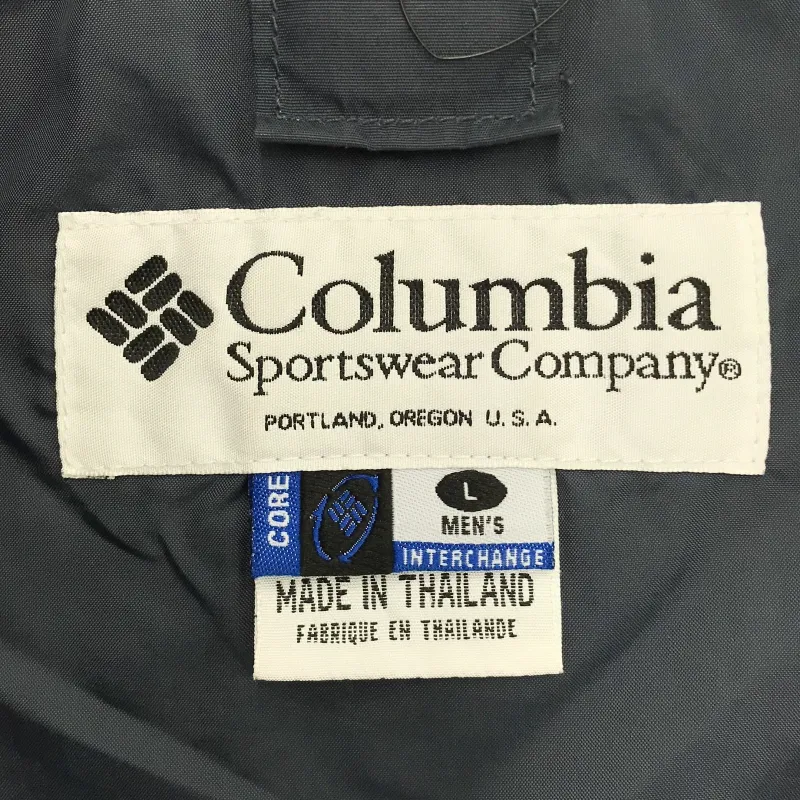 Columbia
Sportswear Company®
PORTLAND, OREGON U.S.A.
CORE
L
MEN'S
INTERCHANGE
MADE IN THAILAND
FABRIQUE EN THAILANDE